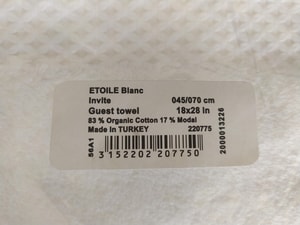 ETOILE Blanc
Invite 045/070 cm
Guest towel 18x28 in
83 % Organic Cotton 17 % Modal
Made in TURKEY 220775
56A1
3 152202 207750
2000013226